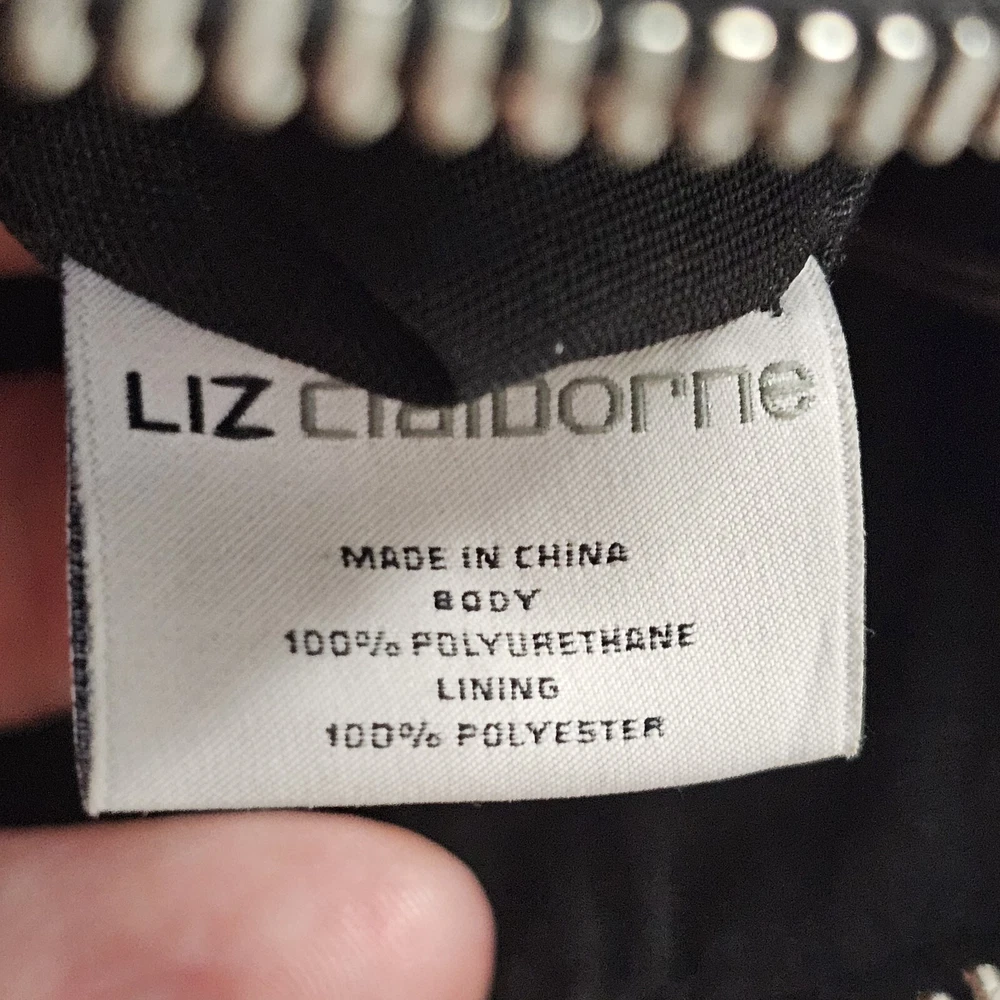 LIZ claiborne
MADE IN CHINA
BODY
100% POLYURETHANE
LINING
100% POLYESTER